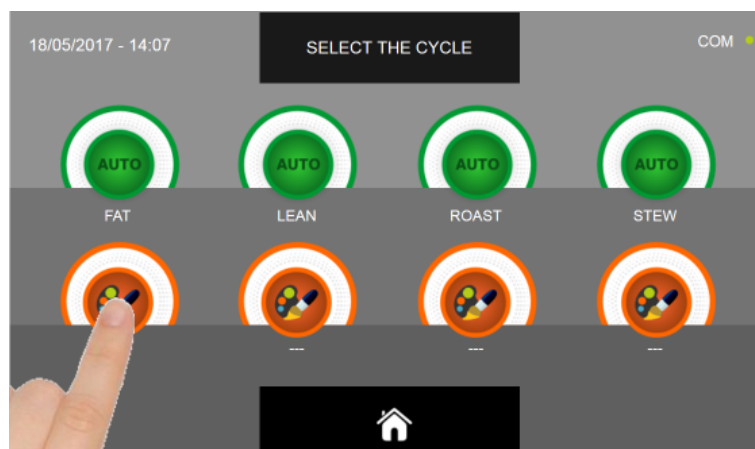 18/05/2017 - 14:07
SELECT THE CYCLE
COM
AUTO
AUTO
AUTO
AUTO
FAT
LEAN
ROAST
STEW
---
---
---